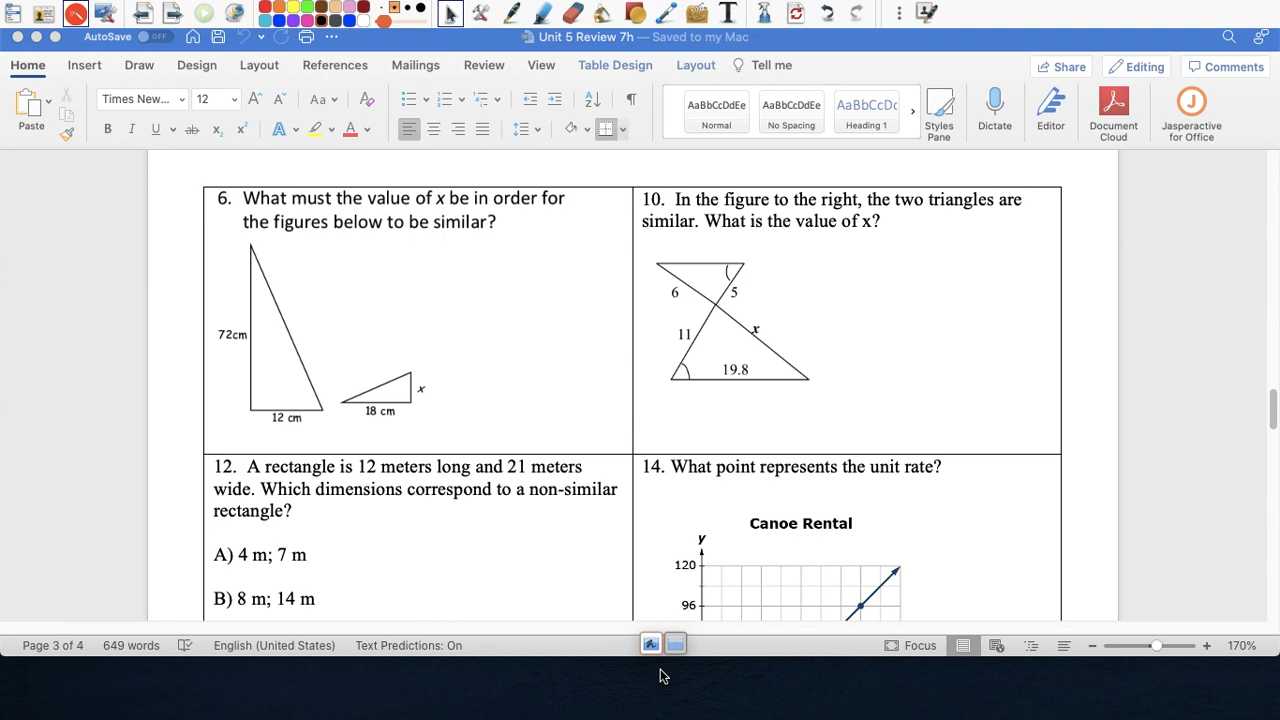 AutoSave OFF
Unit 5 Review 7h — Saved to my Mac
Home Insert Draw Design Layout References Mailings Review View Table Design Layout Tell me
Share Editing Comments
Paste
Times New... 12
AaBbCcDdEe AaBbCcDdEe AaBbCcDc
Normal No Spacing Heading 1
Styles Pane
Dictate
Editor
Document Cloud
Jasperactive for Office
6. What must the value of x be in order for
the figures below to be similar?
72cm
12 cm
18 cm
x
10. In the figure to the right, the two triangles are
similar. What is the value of x?
6
5
11
x
19.8
12. A rectangle is 12 meters long and 21 meters
wide. Which dimensions correspond to a non-similar
rectangle?
A) 4 m; 7 m
B) 8 m; 14 m
14. What point represents the unit rate?
Canoe Rental
y
120
96
Page 3 of 4 649 words English (United States) Text Predictions: On
Focus
170%